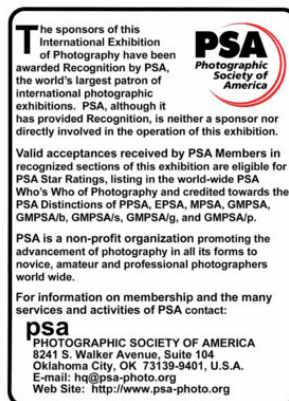 The sponsors of this
International Exhibition
of Photography have been
awarded Recognition by PSA,
the world's largest patron of
international photographic
exhibitions. PSA, although it
has provided Recognition, is neither a sponsor nor
directly involved in the operation of this exhibition.
PSA
Photographic
Society of
America
Valid acceptances received by PSA Members in
recognized sections of this exhibition are eligible for
PSA Star Ratings, listing in the world-wide PSA
Who's Who of Photography and credited towards the
PSA Distinctions of PPSA, EPSA, MPSA, GMPSA,
GMPSA/b, GMPSA/s, GMPSA/g, and GMPSA/p.
PSA is a non-profit organization promoting the
advancement of photography in all its forms to
novice, amateur and professional photographers
world wide.
For information on membership and the many
services and activities of PSA contact:
psa
PHOTOGRAPHIC SOCIETY OF AMERICA
8241 S. Walker Avenue, Suite 104
Oklahoma City, OK 73139-9401, U.S.A.
E-mail: hq@psa-photo.org
Web Site: http://www.psa-photo.org